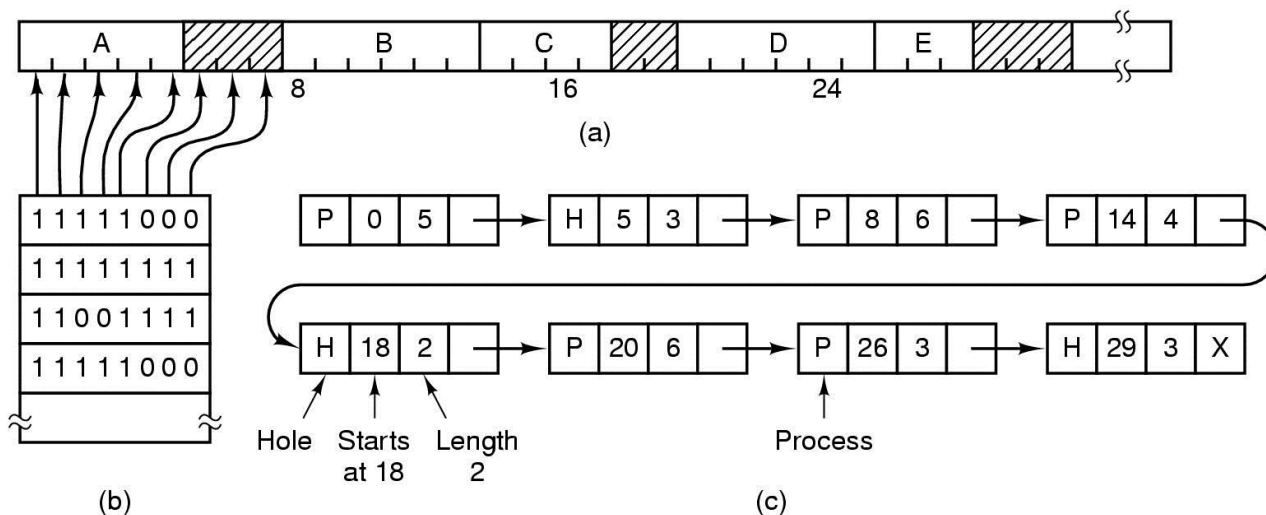 A B C D E
8 16 24
(a)
1 1 1 1 1 0 0 0
1 1 1 1 1 1 1 1
1 1 0 0 1 1 1 1
1 1 1 1 1 0 0 0
(b)
P 0 5 H 5 3 P 8 6 P 14 4
H 18 2 P 20 6 P 26 3 H 29 3 X
Hole Starts Length Process
at 18 2
(c)